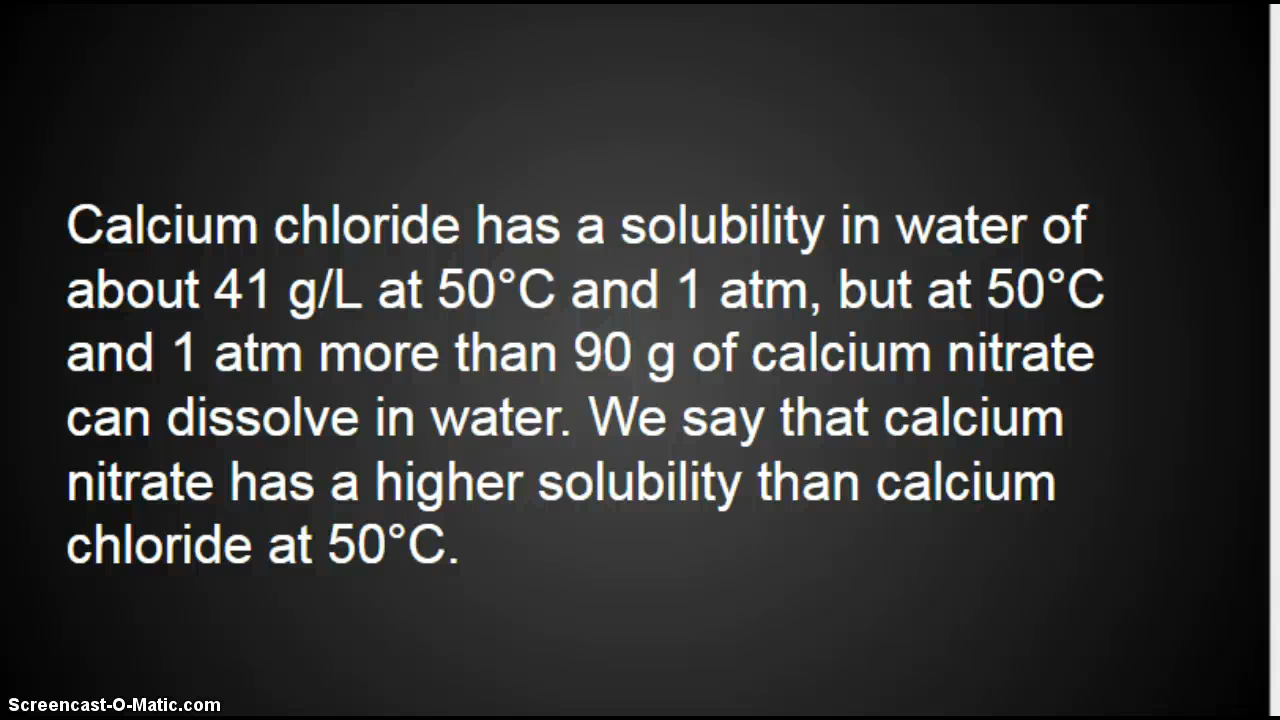 Calcium chloride has a solubility in water of
about 41 g/L at 50°C and 1 atm, but at 50°C
and 1 atm more than 90 g of calcium nitrate
can dissolve in water. We say that calcium
nitrate has a higher solubility than calcium
chloride at 50°C.
Screencast-O-Matic.com